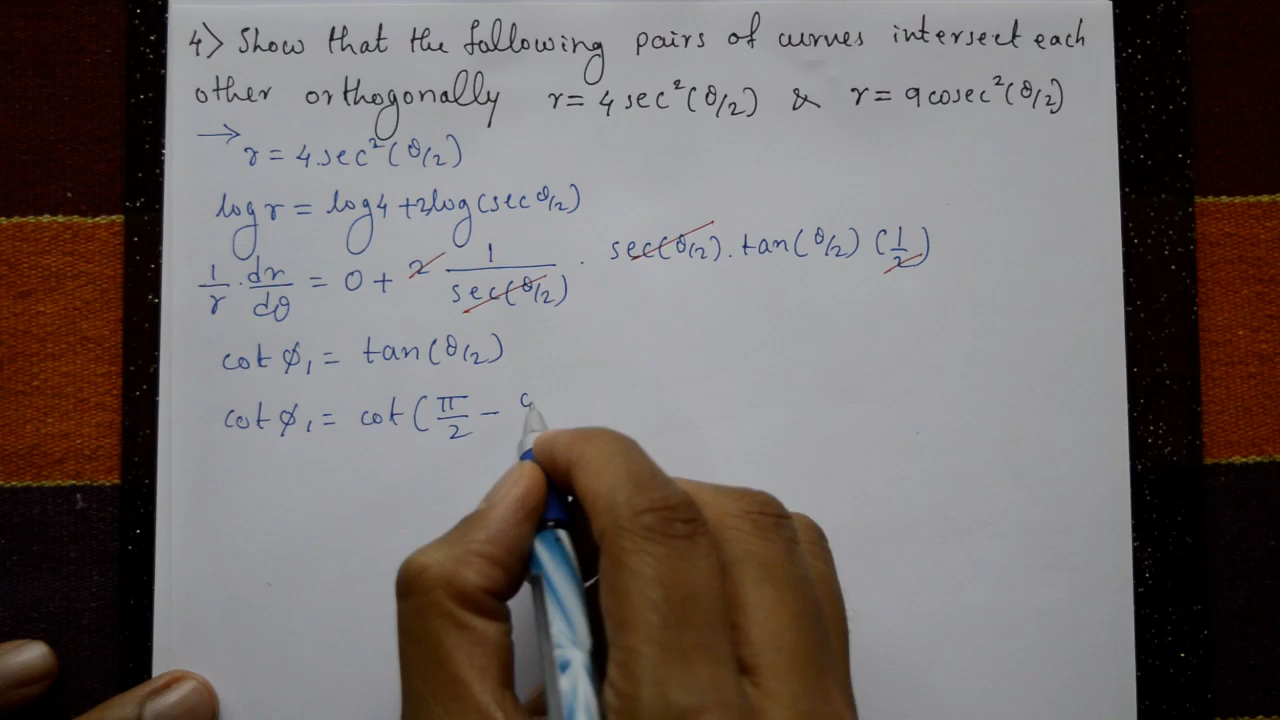 4) Show that the following pairs of curves intersect each
other orthogonally r = 4 sec²(θ/2) & r = 9 cosec²(θ/2)
→ r = 4 sec²(θ/2)
log r = log 4 + 2 log (sec θ/2)
1/r . dr/dθ = 0 + 2 1/sec(θ/2) . sec(θ/2) . tan(θ/2) (1/2)
cot ϕ₁ = tan(θ/2)
cot ϕ₁ = cot (π/2 -